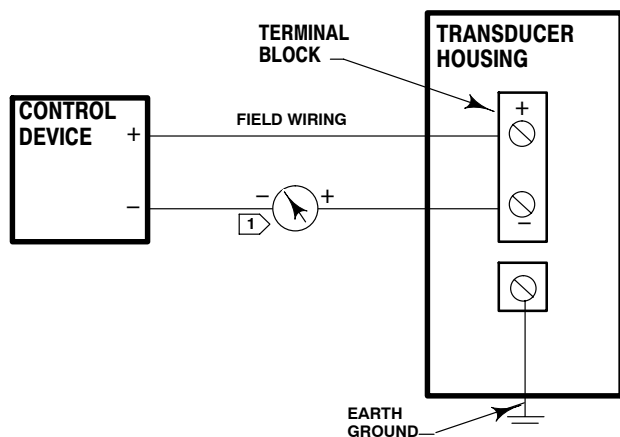 TERMINAL
BLOCK
TRANSDUCER
HOUSING
CONTROL
DEVICE
+
−
FIELD WIRING
− +
1
+
−
EARTH
GROUND